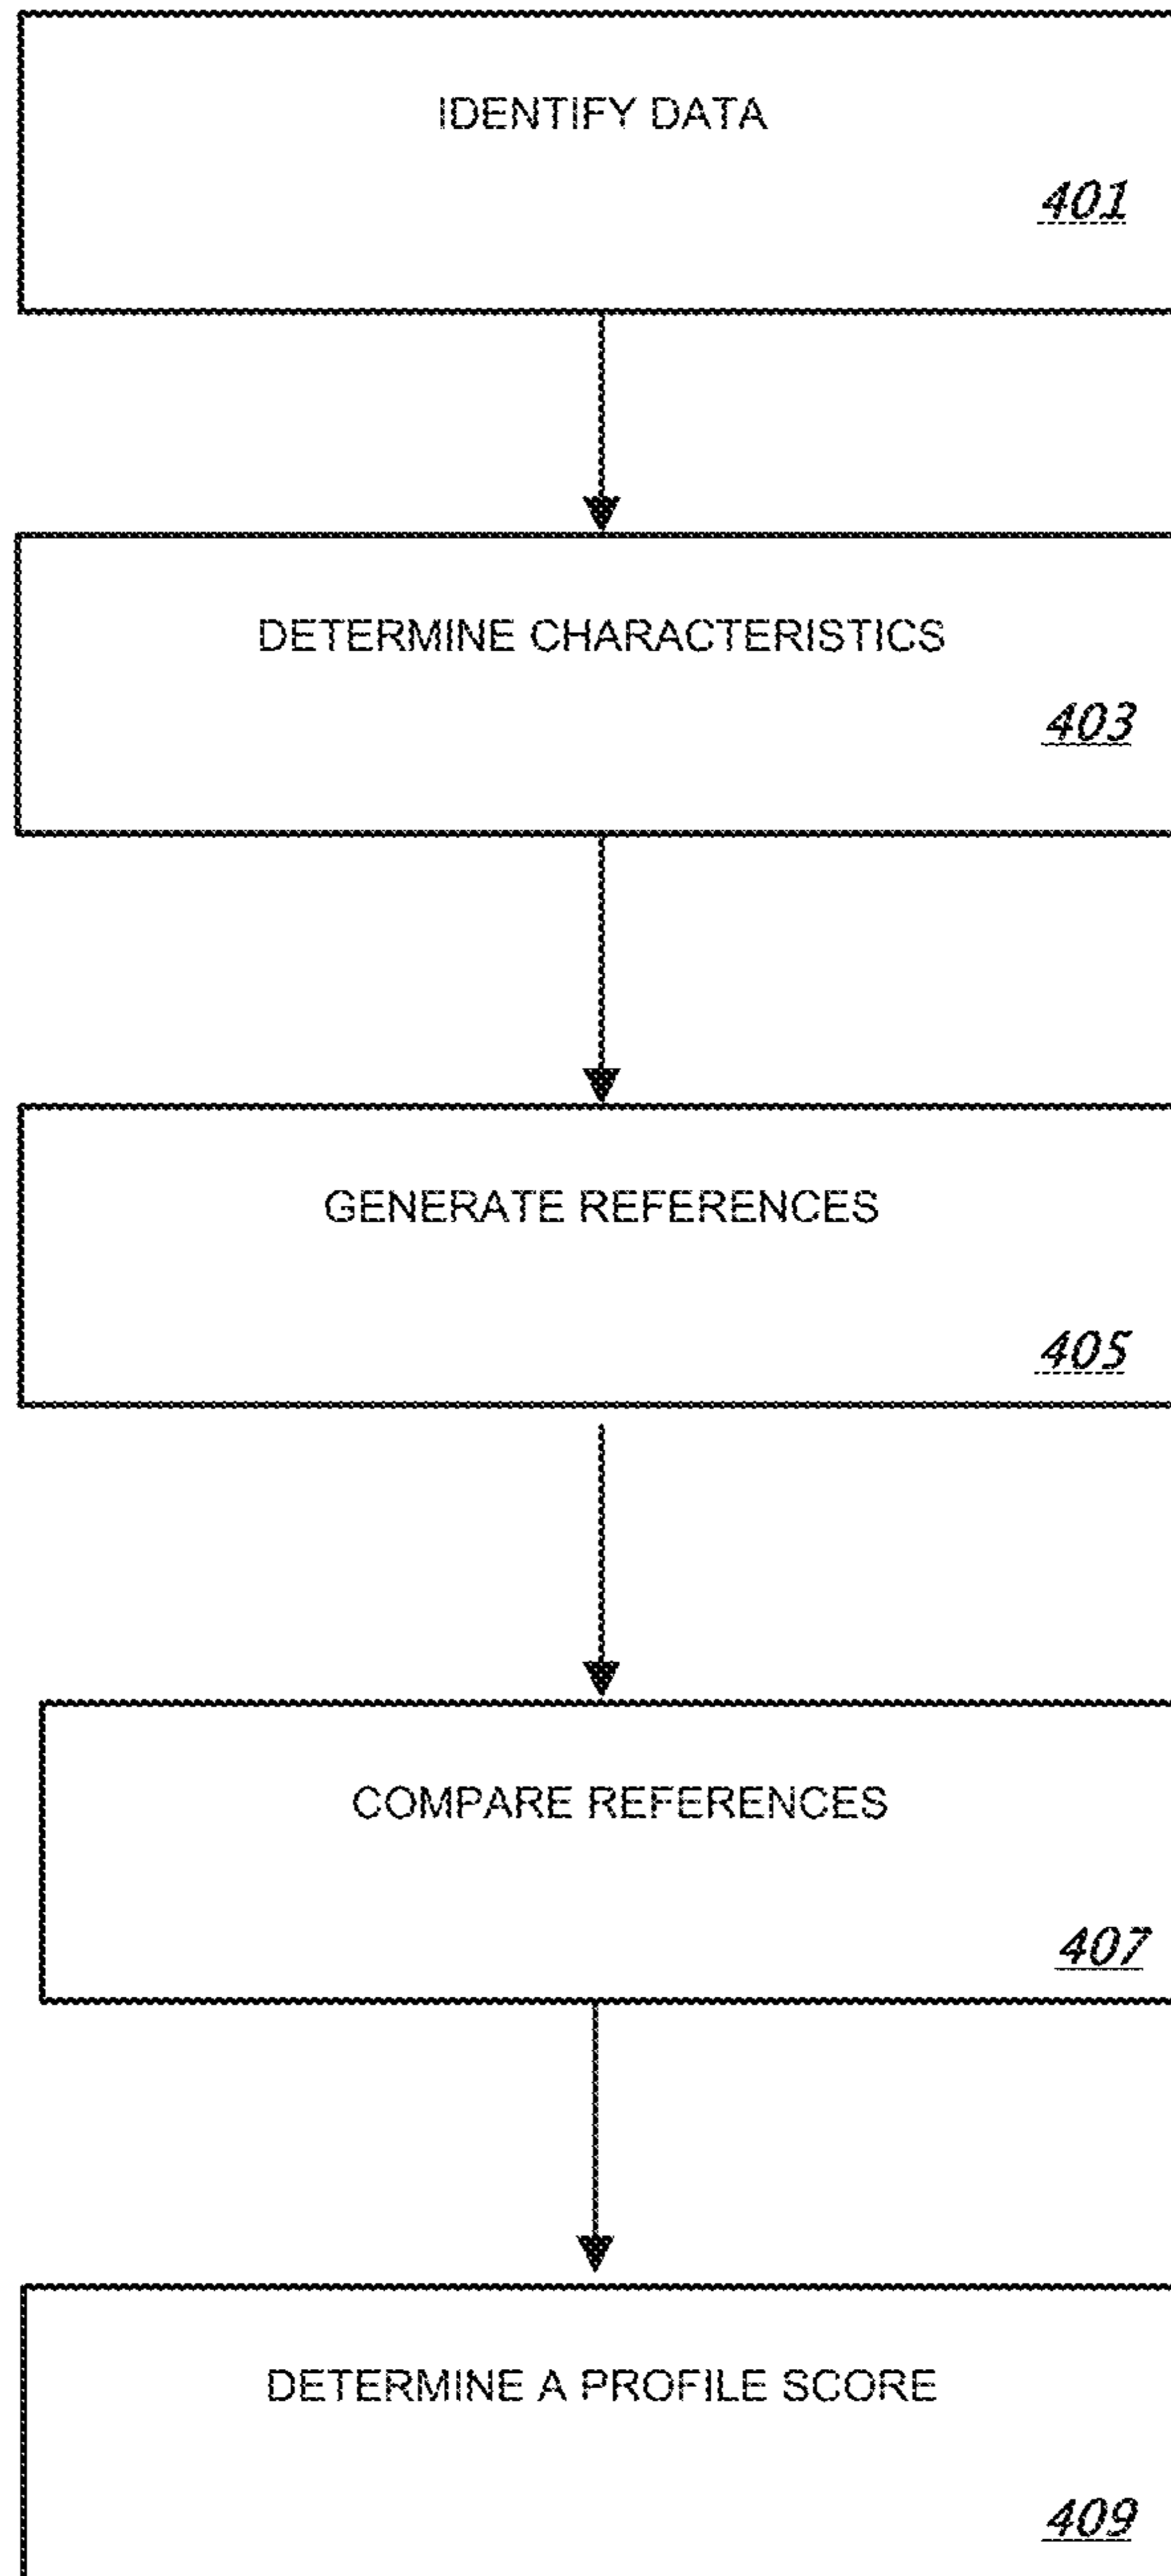 IDENTIFY DATA
401
DETERMINE CHARACTERISTICS
403
GENERATE REFERENCES
405
COMPARE REFERENCES
407
DETERMINE A PROFILE SCORE
409